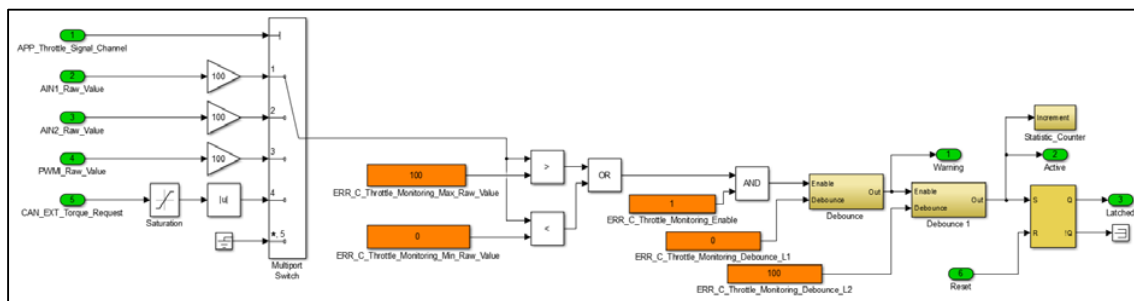 1
APP_Throttle_Signal_Channel
2
AIN1_Raw_Value
100
1
3
AIN2_Raw_Value
100
2
4
PWMI_Raw_Value
100
3
5
CAN_EXT_Torque_Request
Saturation
|u|
4
*, 5
Multiport
Switch
100
ERR_C_Throttle_Monitoring_Max_Raw_Value
>
0
ERR_C_Throttle_Monitoring_Min_Raw_Value
<
OR
1
ERR_C_Throttle_Monitoring_Enable
AND
0
ERR_C_Throttle_Monitoring_Debounce_L1
100
ERR_C_Throttle_Monitoring_Debounce_L2
Enable
Out
Debounce
Debounce
1
Warning
Enable
Out
Debounce
Debounce 1
Increment
Statistic_Counter
2
Active
S
Q
R
!Q
3
Latched
6
Reset